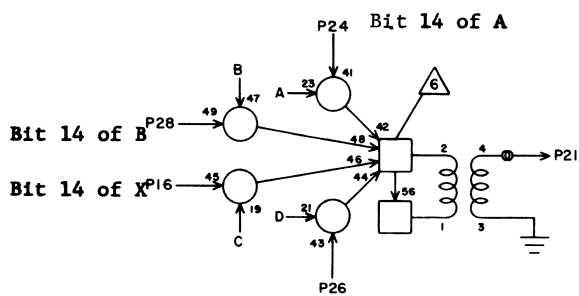 P24 Bit 14 of A
6
B 23 41
A
P28 49 47 42
Bit 14 of B 48 2 4 P21
46
Bit 14 of X P16 45 44
19 21 56
C D 1 3
43
P26